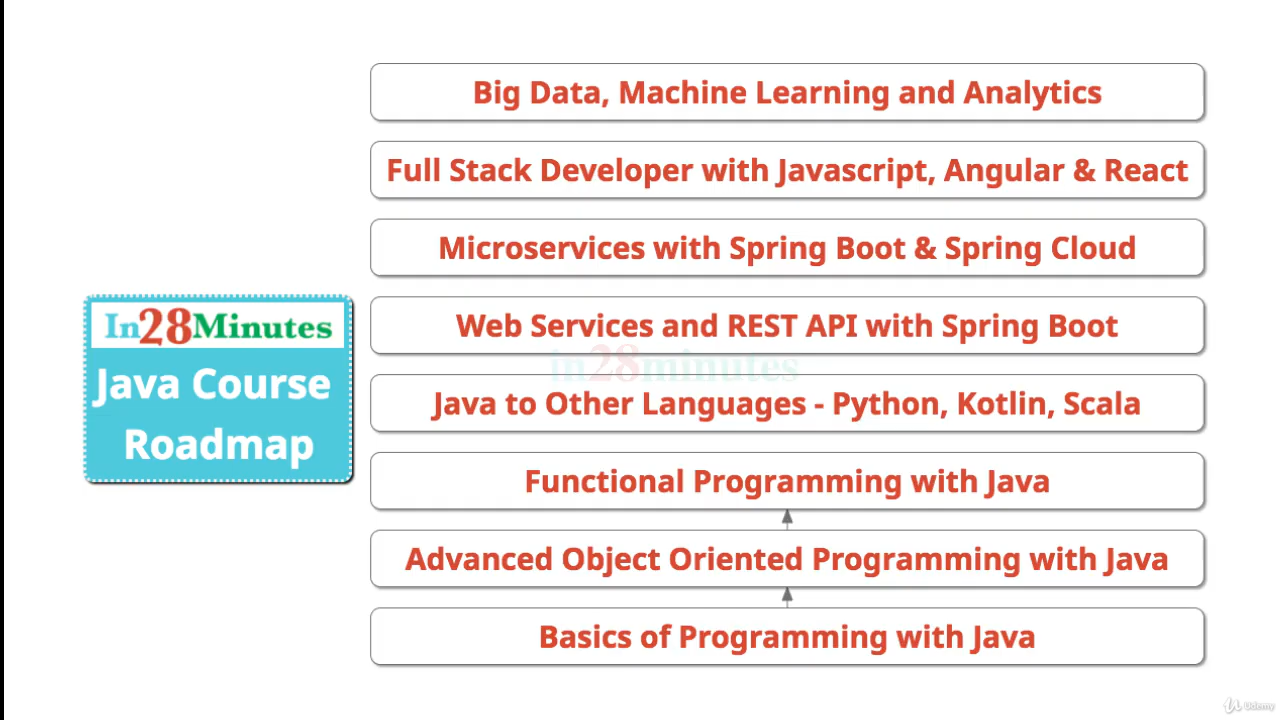 Big Data, Machine Learning and Analytics
Full Stack Developer with Javascript, Angular & React
Microservices with Spring Boot & Spring Cloud
In28Minutes
Java Course
Roadmap
Web Services and REST API with Spring Boot
in28minutes
Java to Other Languages - Python, Kotlin, Scala
Functional Programming with Java
Advanced Object Oriented Programming with Java
Basics of Programming with Java
Udemy